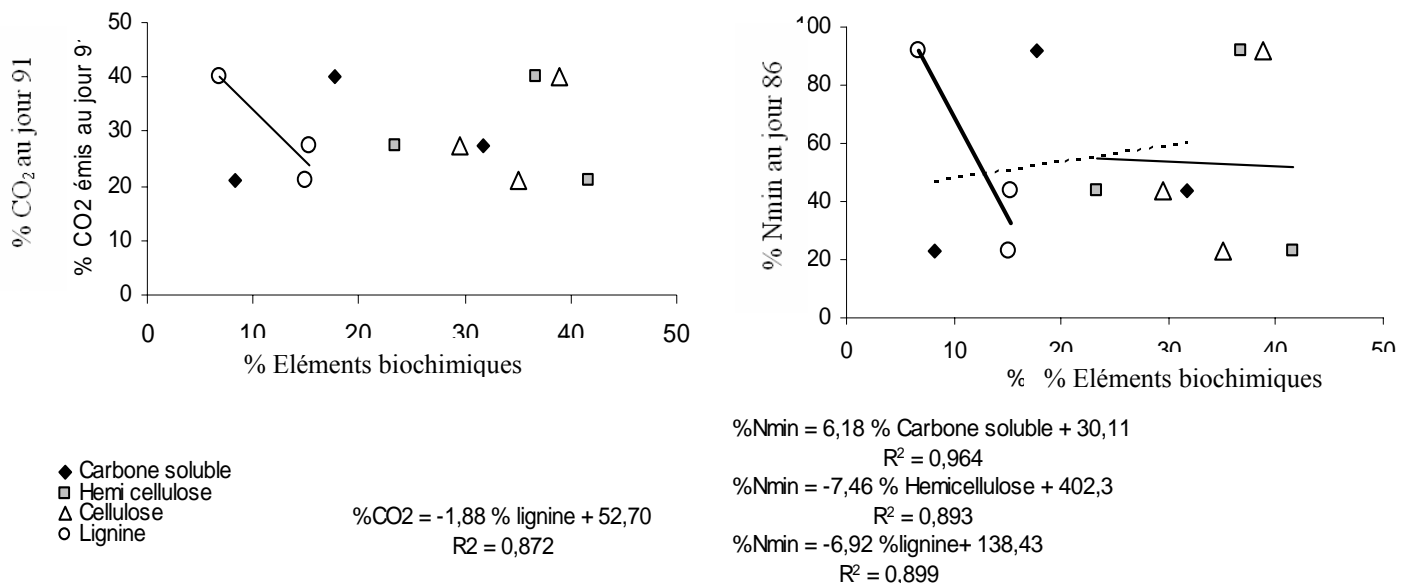 % CO₂ au jour 91
% CO2 émis au jour 9
50
40
30
20
10
0
0 10 20 30 40 50
% Eléments biochimiques
% Nmin au jour 86
100
80
60
40
20
0
0 10 20 30 40 50
% % Eléments biochimiques
◆ Carbone soluble
Hemi cellulose
△ Cellulose
○ Lignine
%CO2 = -1,88 % lignine + 52,70
R2 = 0,872
%Nmin = 6,18 % Carbone soluble + 30,11
R² = 0,964
%Nmin = -7,46 % Hemicellulose + 402,3
R² = 0,893
%Nmin = -6,92 %lignine+ 138,43
R² = 0,899